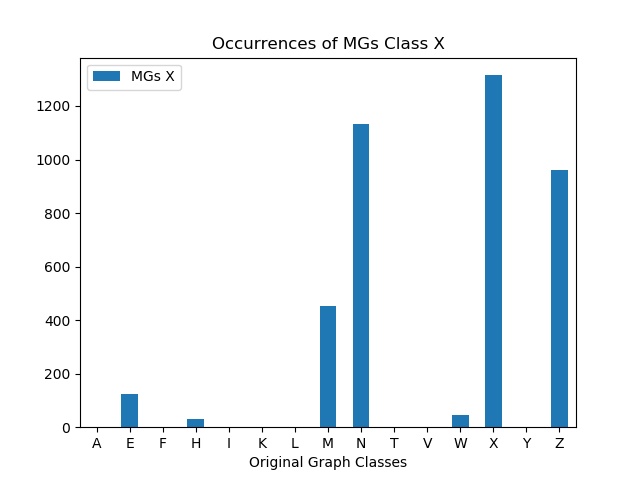 Occurrences of MGs Class X
MGs X
1200
1000
800
600
400
200
0
A E F H I K L M N T V W X Y Z
Original Graph Classes